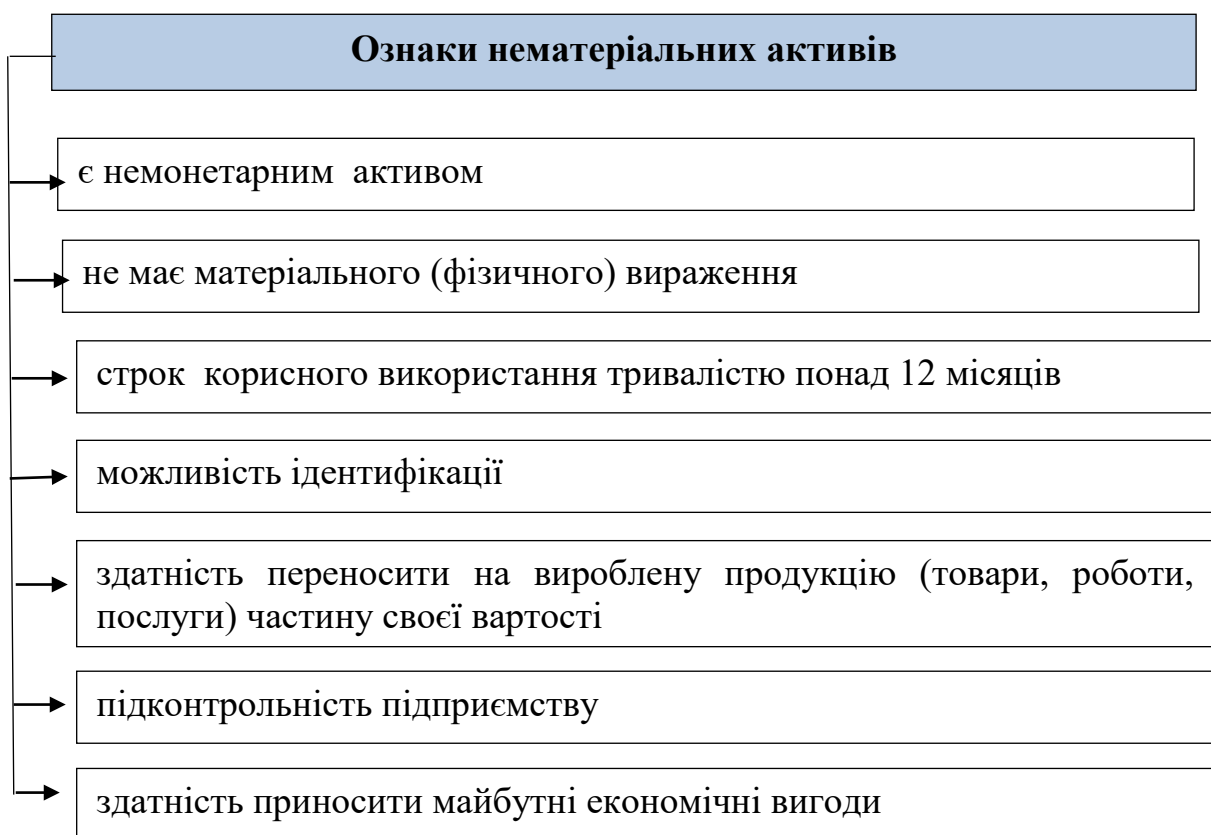 Ознаки нематеріальних активів
є немонетарним активом
не має матеріального (фізичного) вираження
строк корисного використання тривалістю понад 12 місяців
можливість ідентифікації
здатність переносити на вироблену продукцію (товари, роботи,
послуги) частину своєї вартості
підконтрольність підприємству
здатність приносити майбутні економічні вигоди